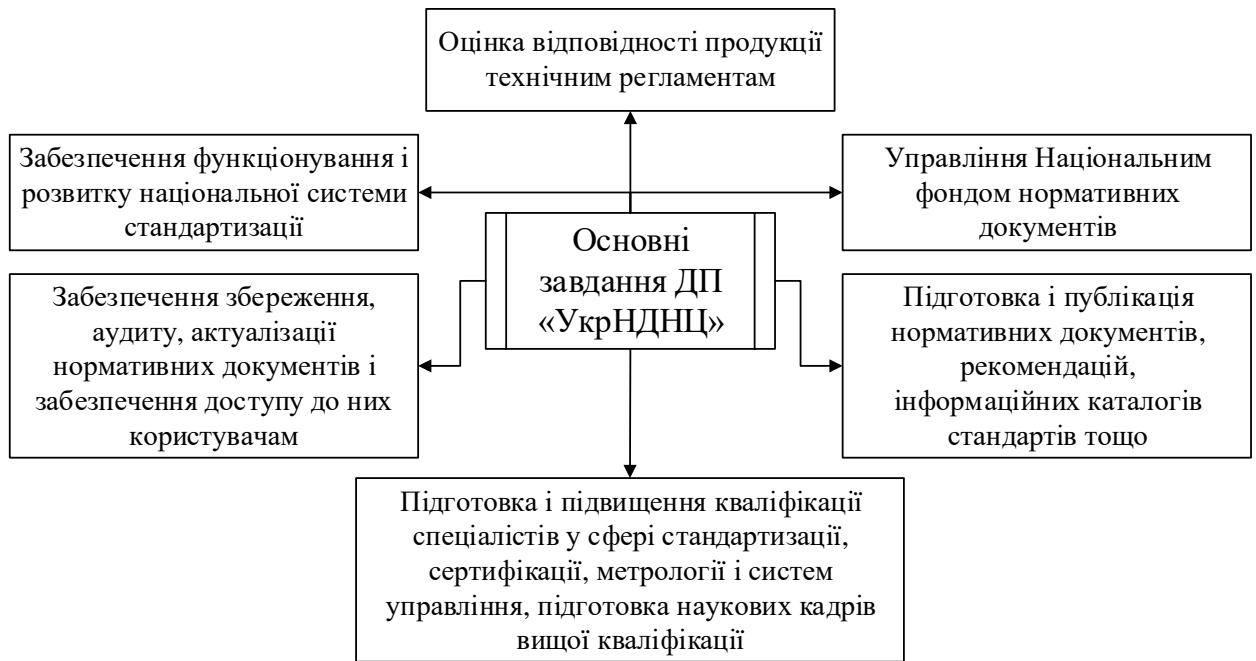 Оцінка відповідності продукції
технічним регламентам
Забезпечення функціонування і
розвитку національної системи
стандартизації
Управління Національним
фондом нормативних
документів
Основні
завдання ДП
«УкрНДНЦ»
Забезпечення збереження,
аудиту, актуалізації
нормативних документів і
забезпечення доступу до них
користувачам
Підготовка і публікація
нормативних документів,
рекомендацій,
інформаційних каталогів
стандартів тощо
Підготовка і підвищення кваліфікації
спеціалістів у сфері стандартизації,
сертифікації, метрології і систем
управління, підготовка наукових кадрів
вищої кваліфікації